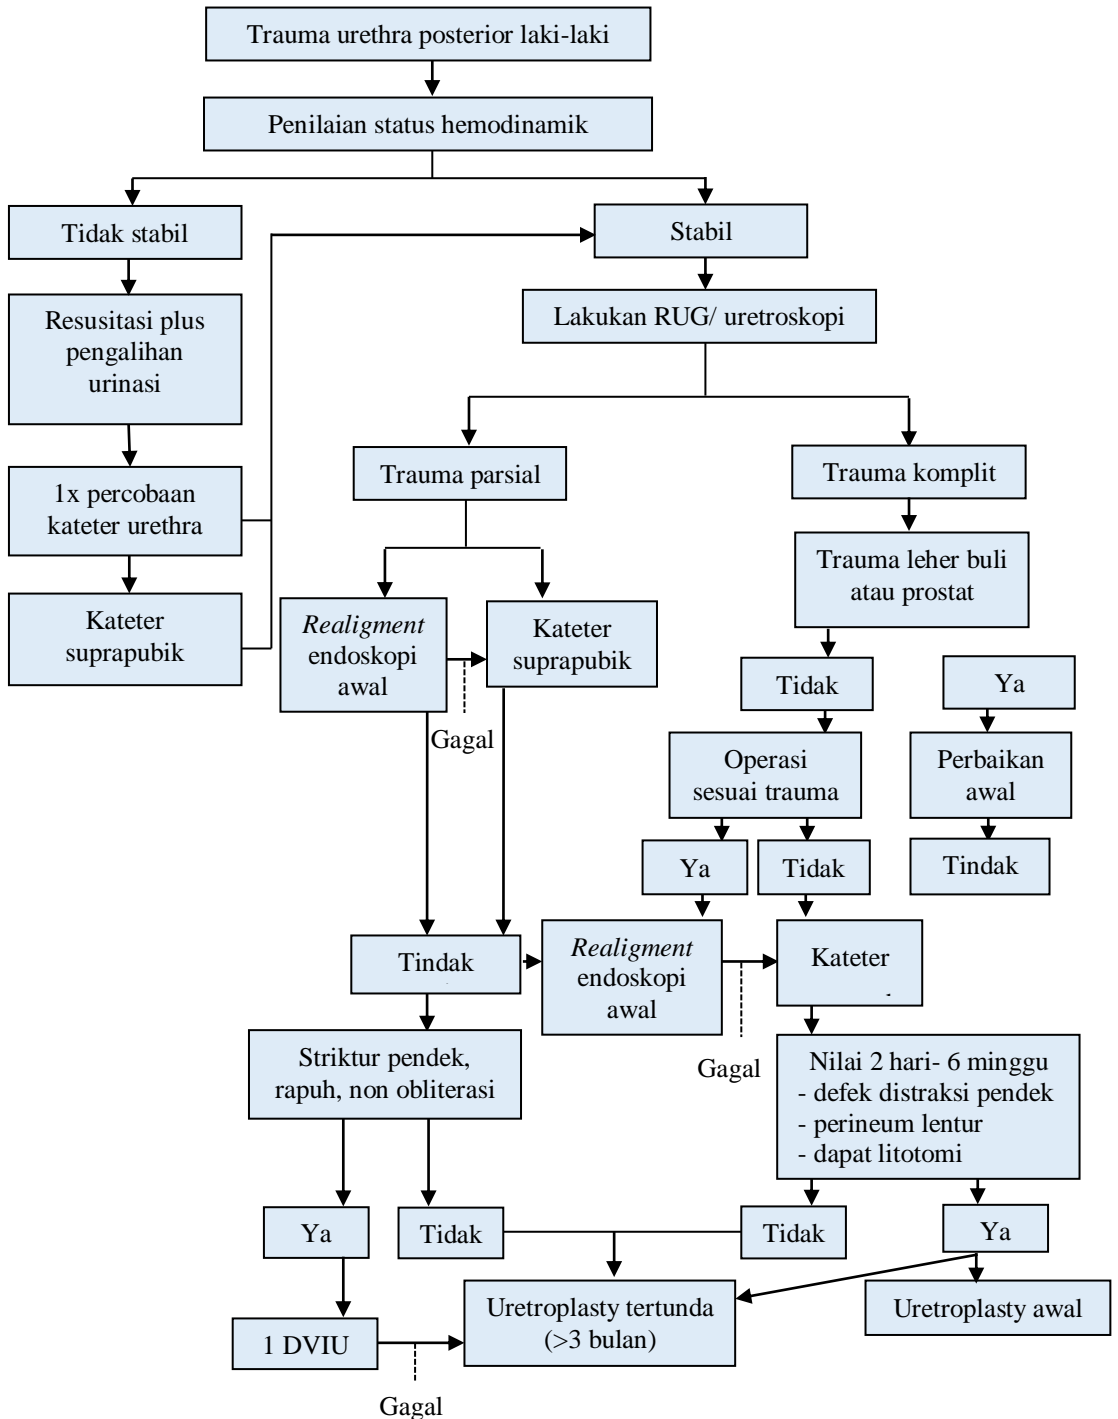 Trauma urethra posterior laki-laki
Penilaian status hemodinamik
Tidak stabil
Stabil
Resusitasi plus
pengalihan
urinasi
Lakukan RUG/ uretroskopi
1x percobaan
kateter urethra
Trauma parsial
Trauma komplit
Kateter
suprapubik
Realigment
endoskopi
awal
Gagal
Kateter
suprapubik
Trauma leher buli
atau prostat
Tidak
Ya
Operasi
sesuai trauma
Perbaikan
awal
Ya
Tidak
Tindak
Tindak
Realigment
endoskopi
awal
Gagal
Kateter
Striktur pendek,
rapuh, non obliterasi
Nilai 2 hari- 6 minggu
- defek distraksi pendek
- perineum lentur
- dapat litotomi
Ya
Tidak
Tidak
Ya
1 DVIU
Gagal
Uretroplasty tertunda
(>3 bulan)
Uretroplasty awal